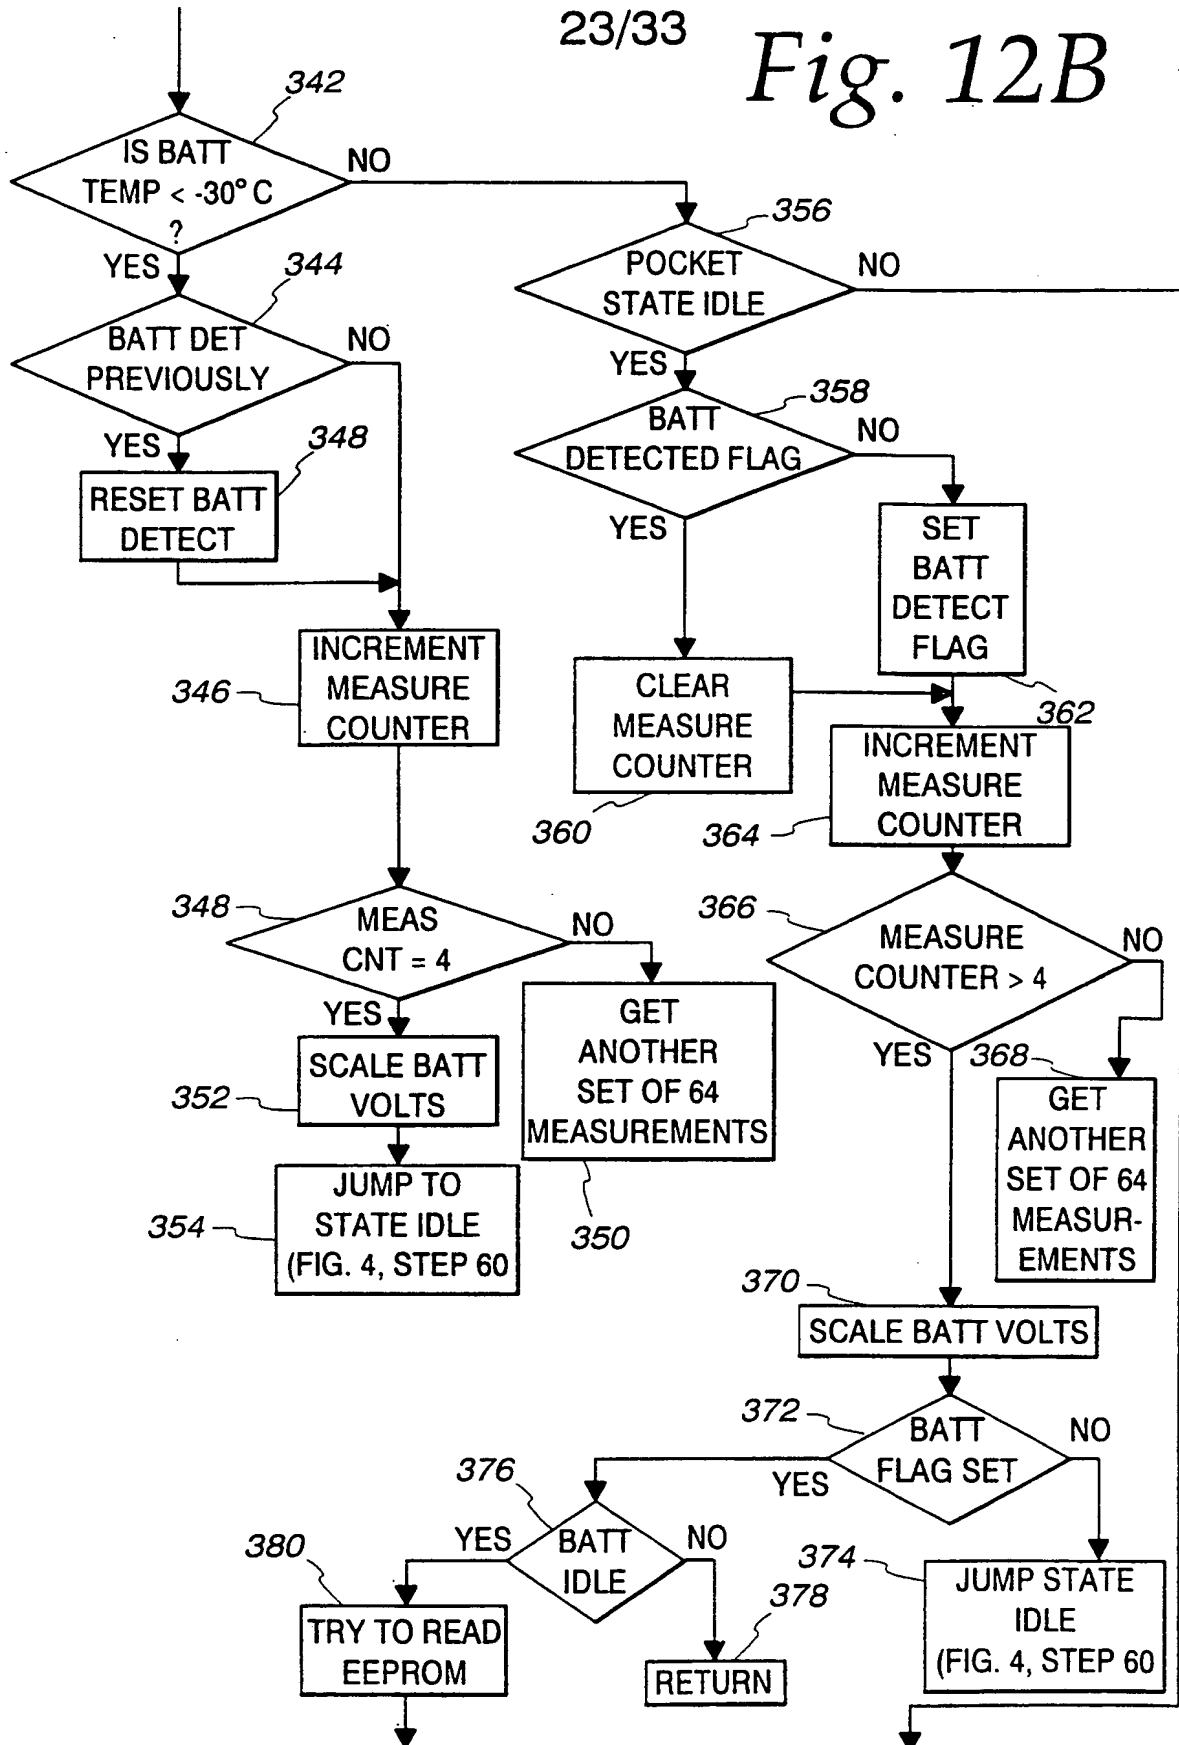 23/33
Fig. 12B
342
IS BATT
TEMP < -30° C
?
NO
YES
344
BATT DET
PREVIOUSLY
NO
YES
348
RESET BATT
DETECT
346
INCREMENT
MEASURE
COUNTER
348
MEAS
CNT = 4
NO
YES
352
SCALE BATT
VOLTS
GET
ANOTHER
SET OF 64
MEASUREMENTS
350
354
JUMP TO
STATE IDLE
(FIG. 4, STEP 60
356
POCKET
STATE IDLE
NO
YES
358
BATT
DETECTED FLAG
NO
YES
SET
BATT
DETECT
FLAG
362
CLEAR
MEASURE
COUNTER
360
364
INCREMENT
MEASURE
COUNTER
366
MEASURE
COUNTER > 4
NO
YES
368
GET
ANOTHER
SET OF 64
MEASUR-
EMENTS
370
SCALE BATT VOLTS
372
BATT
FLAG SET
NO
YES
374
JUMP STATE
IDLE
(FIG. 4, STEP 60
376
BATT
IDLE
YES
NO
378
RETURN
380
TRY TO READ
EEPROM